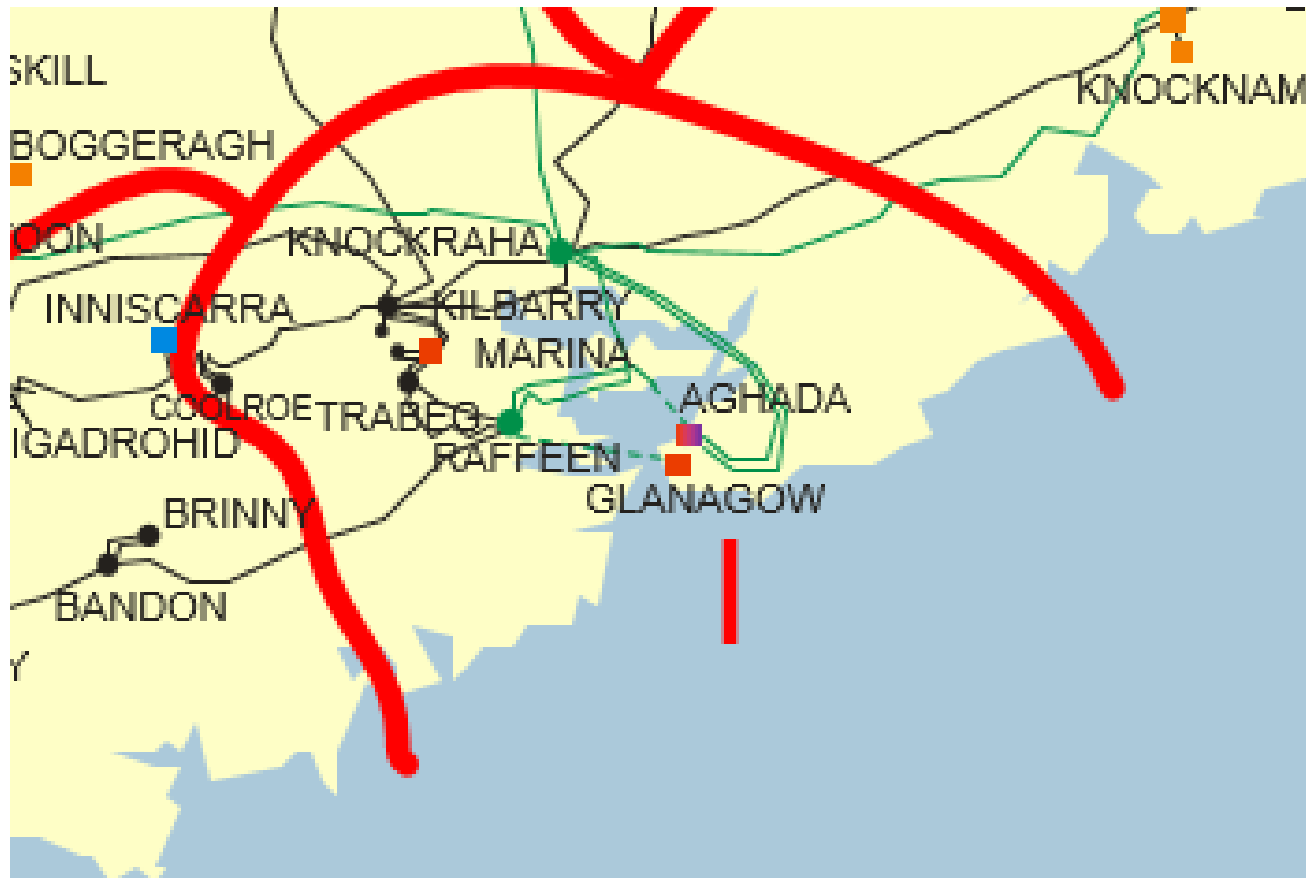 SKILL
KNOCKNAM
BOGGERAGH
OON
KNOCKRAHA
INNISCARRA
KILBARRY
MARINA
COOLROE
TRABEG
AGHADA
IGADROHID
RAFFEEN
GLANAGOW
BRINNY
BANDON
Y